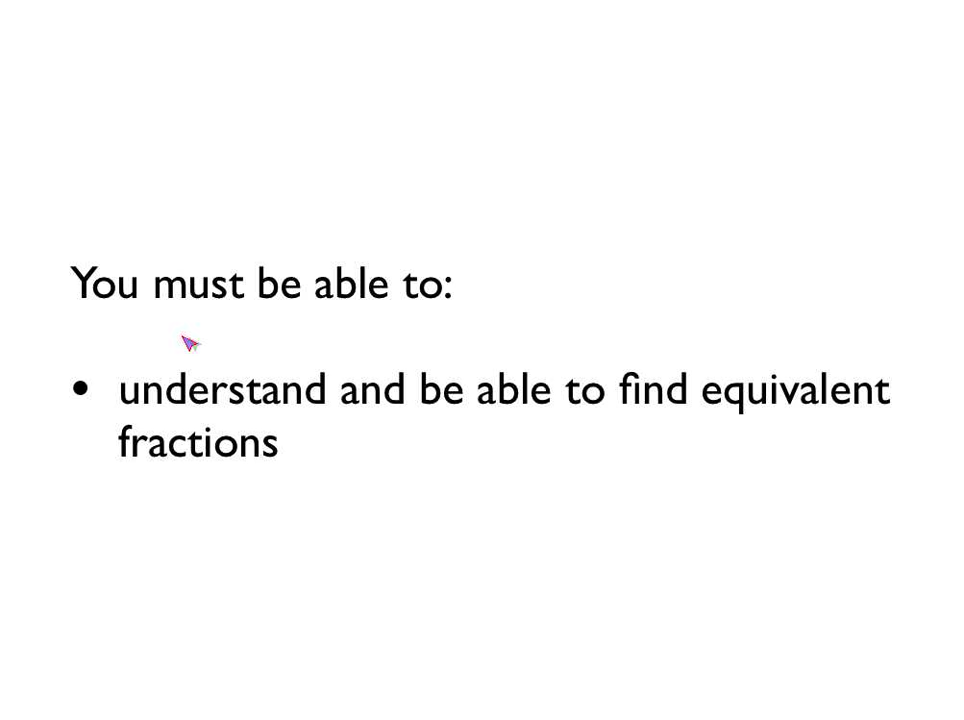 You must be able to:
• understand and be able to find equivalent
fractions